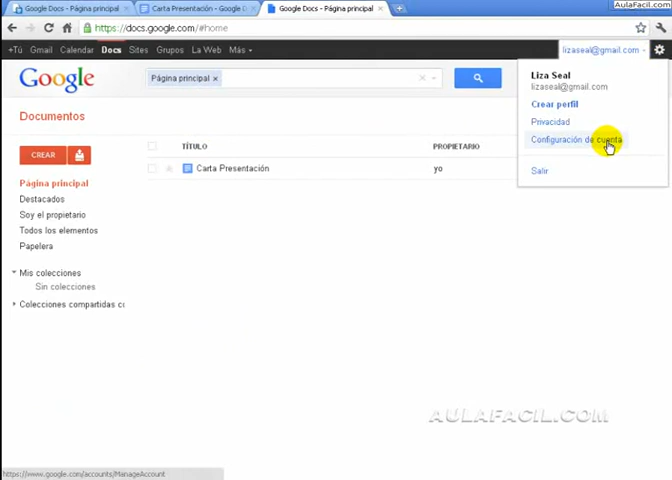 AulaFacil.com
Google Docs - Página principal
Carta Presentación - Google D
Google Docs - Página principal
https://docs.google.com/#home
+Tú Gmail Calendar Docs Sites Grupos La Web Más
lizaseal@gmail.com
Google
Página principal
Liza Seal
lizaseal@gmail.com
Crear perfil
Privacidad
Configuración de cuenta
Salir
Documentos
CREAR
TÍTULO PROPIETARIO
Carta Presentación yo
Página principal
Destacados
Soy el propietario
Todos los elementos
Papelera
Mis colecciones
Sin colecciones
Colecciones compartidas cc
AULAFACIL.COM
https://www.google.com/accounts/ManageAccount